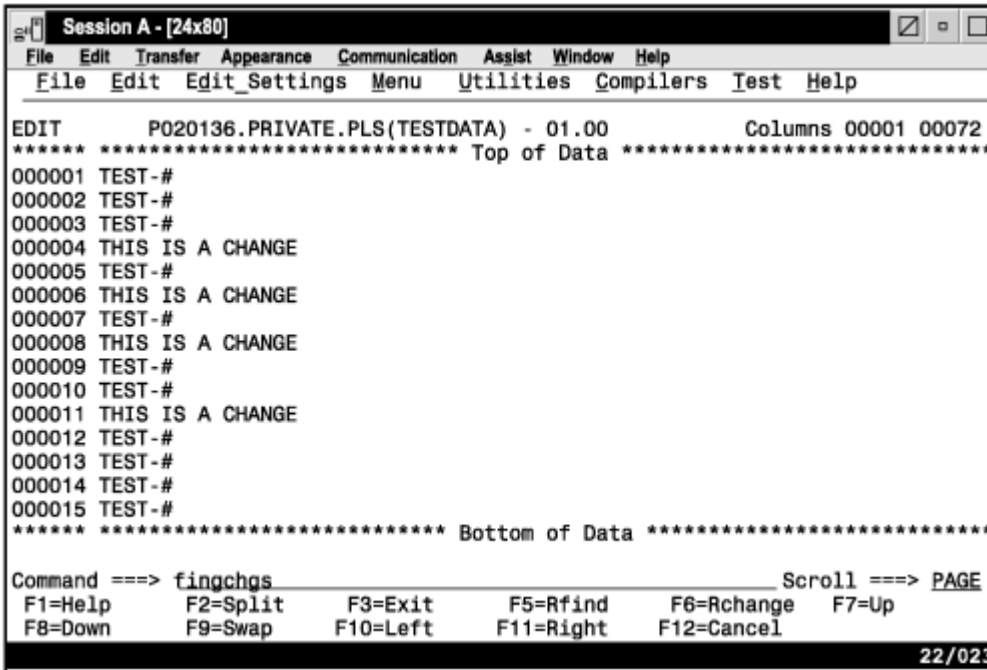 Session A - [24x80]
File Edit Transfer Appearance Communication Assist Window Help
File Edit Edit_Settings Menu Utilities Compilers Test Help
EDIT P020136.PRIVATE.PLS(TESTDATA) - 01.00 Columns 00001 00072
****** ***************************** Top of Data ******************************
000001 TEST-#
000002 TEST-#
000003 TEST-#
000004 THIS IS A CHANGE
000005 TEST-#
000006 THIS IS A CHANGE
000007 TEST-#
000008 THIS IS A CHANGE
000009 TEST-#
000010 TEST-#
000011 THIS IS A CHANGE
000012 TEST-#
000013 TEST-#
000014 TEST-#
000015 TEST-#
****** **************************** Bottom of Data ****************************
Command ===> fingchgs Scroll ===> PAGE
F1=Help F2=Split F3=Exit F5=Rfind F6=Rchange F7=Up
F8=Down F9=Swap F10=Left F11=Right F12=Cancel
22/023